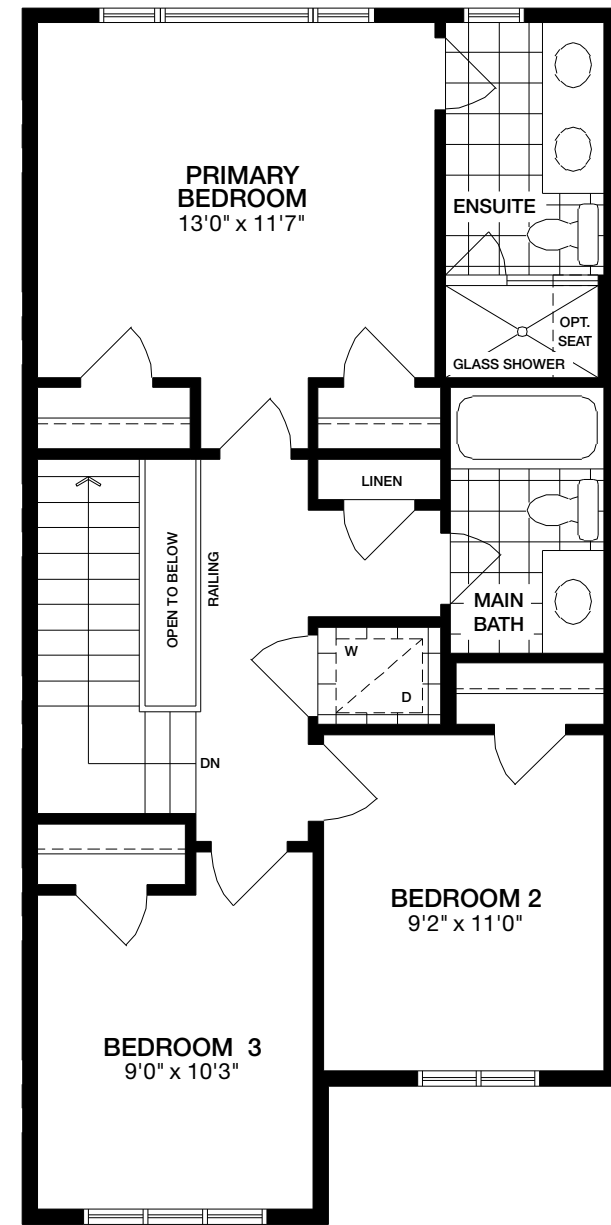 PRIMARY
BEDROOM
13'0" x 11'7"
ENSUITE
OPT.
SEAT
GLASS SHOWER
LINEN
OPEN TO BELOW
RAILING
MAIN
BATH
W
D
DN
BEDROOM 2
9'2" x 11'0"
BEDROOM 3
9'0" x 10'3"